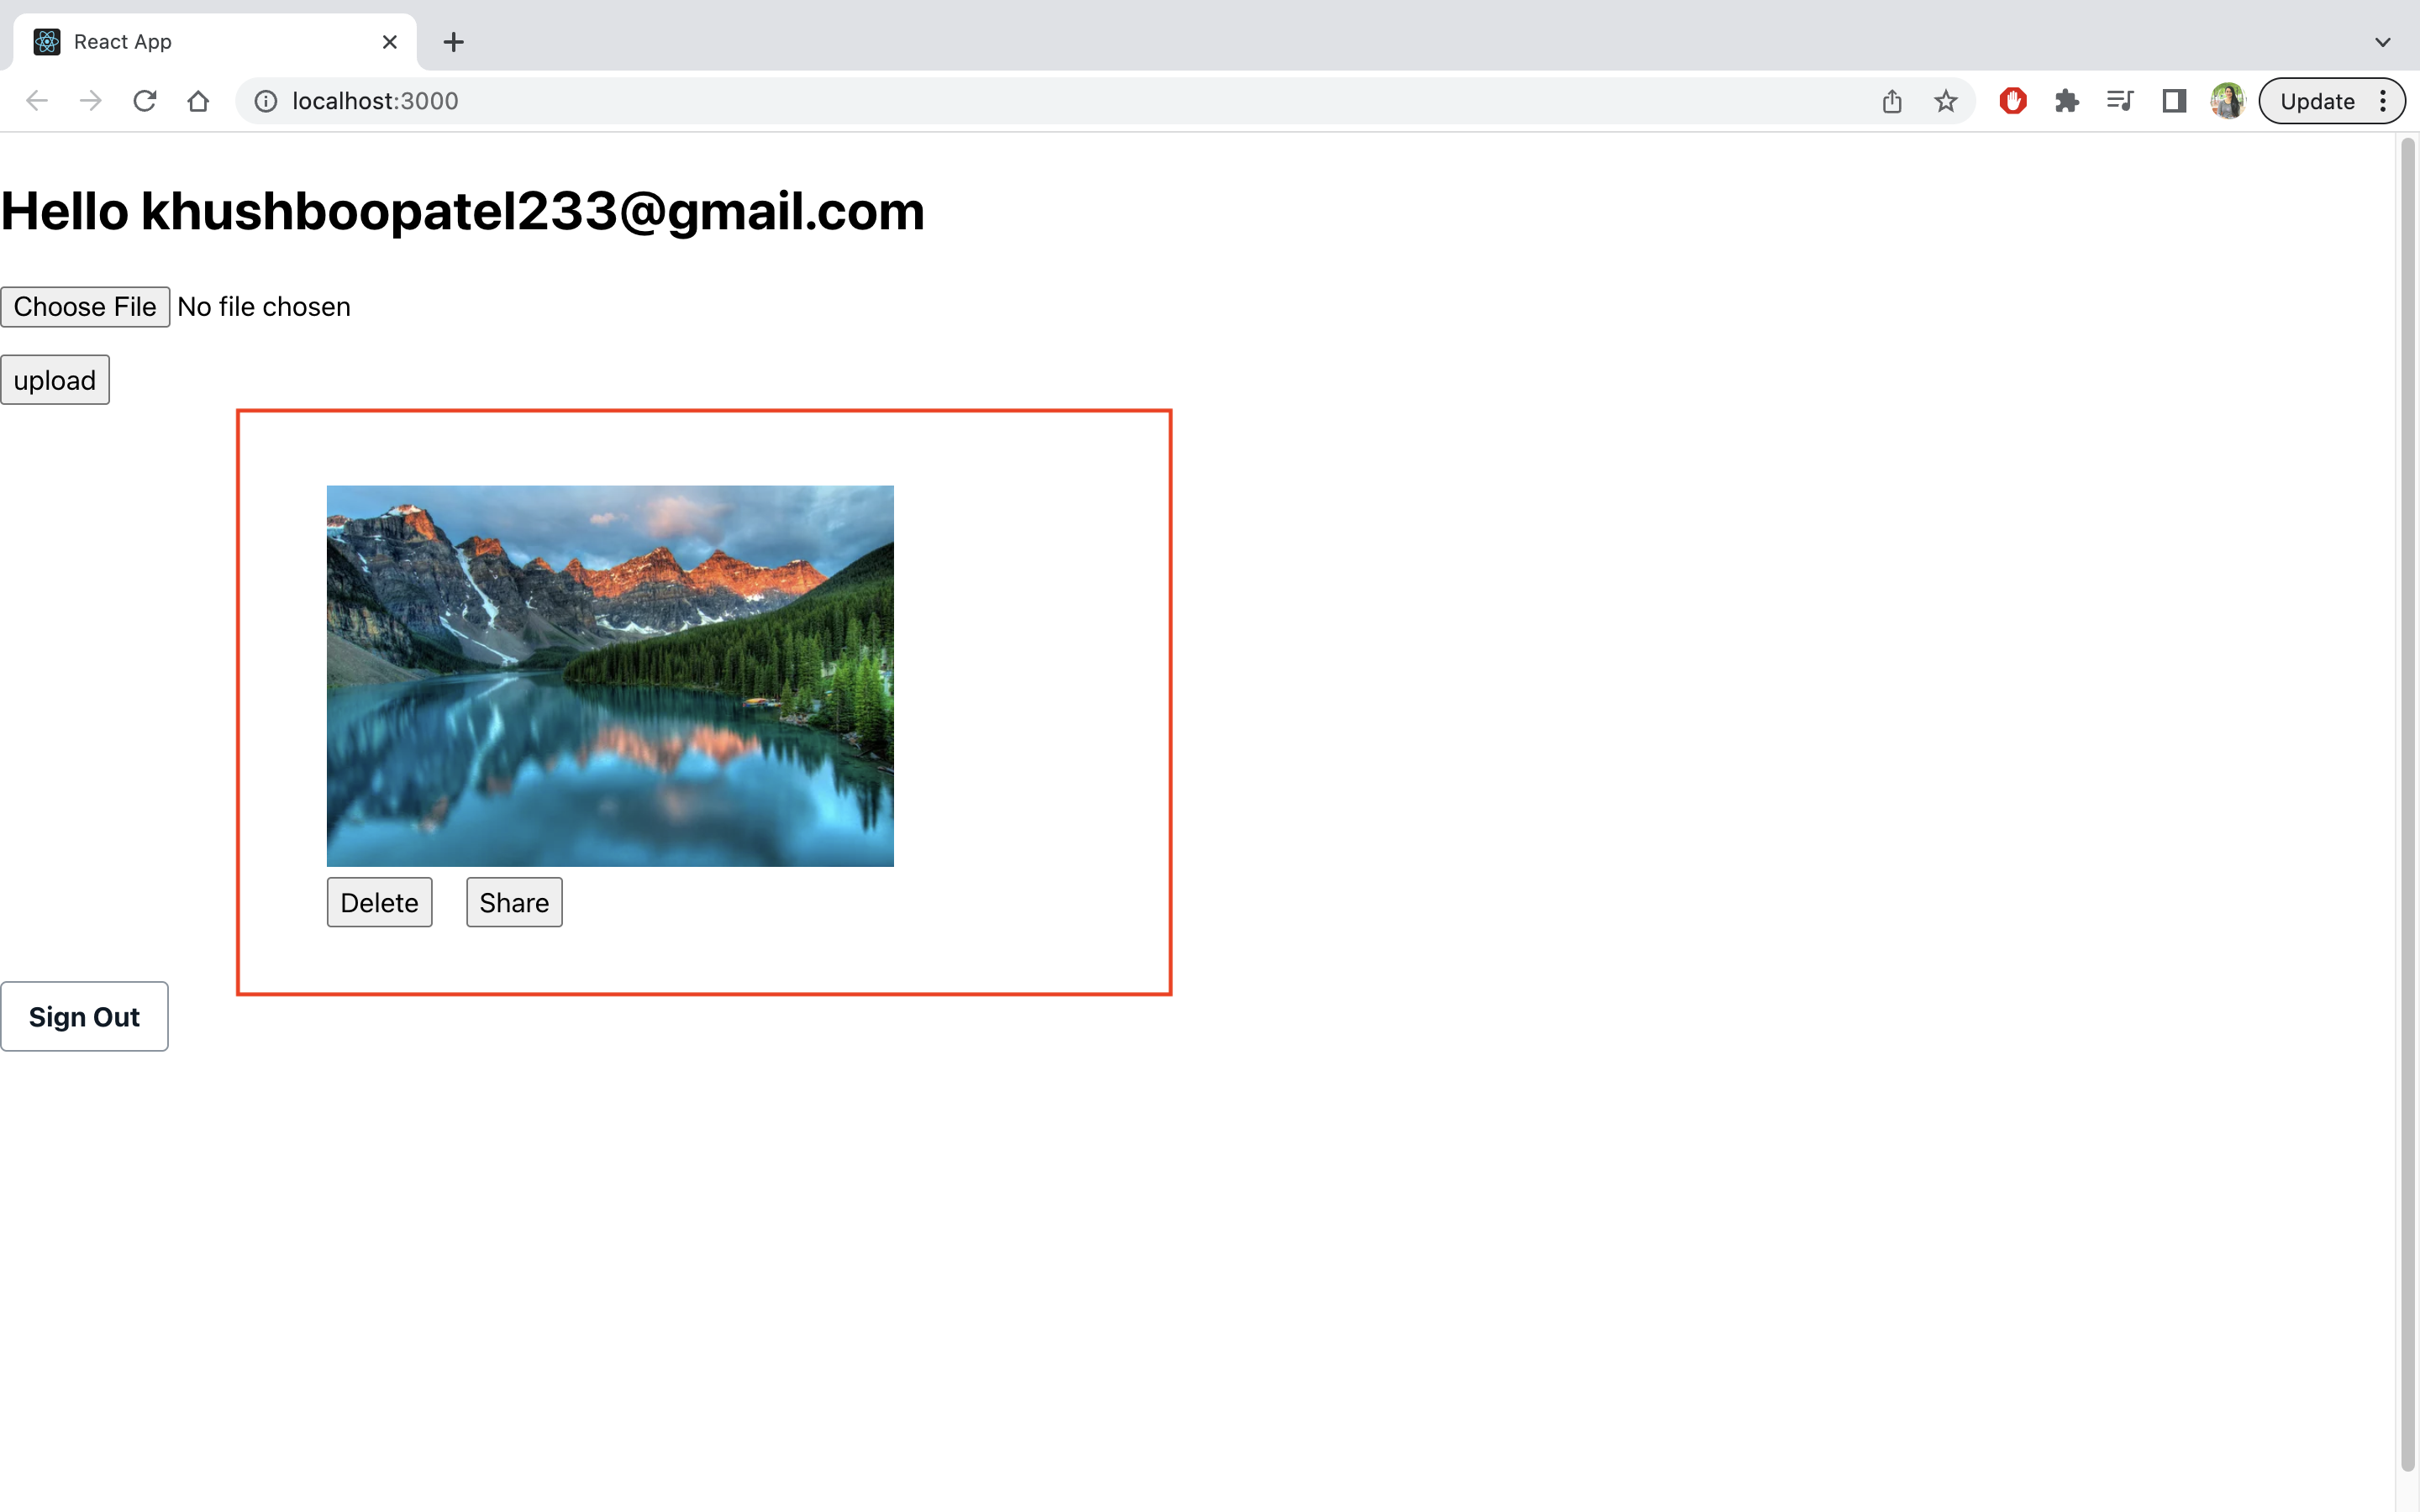 React App
localhost:3000
Update
Hello khushboopatel233@gmail.com
Choose File No file chosen
upload
Delete Share
Sign Out